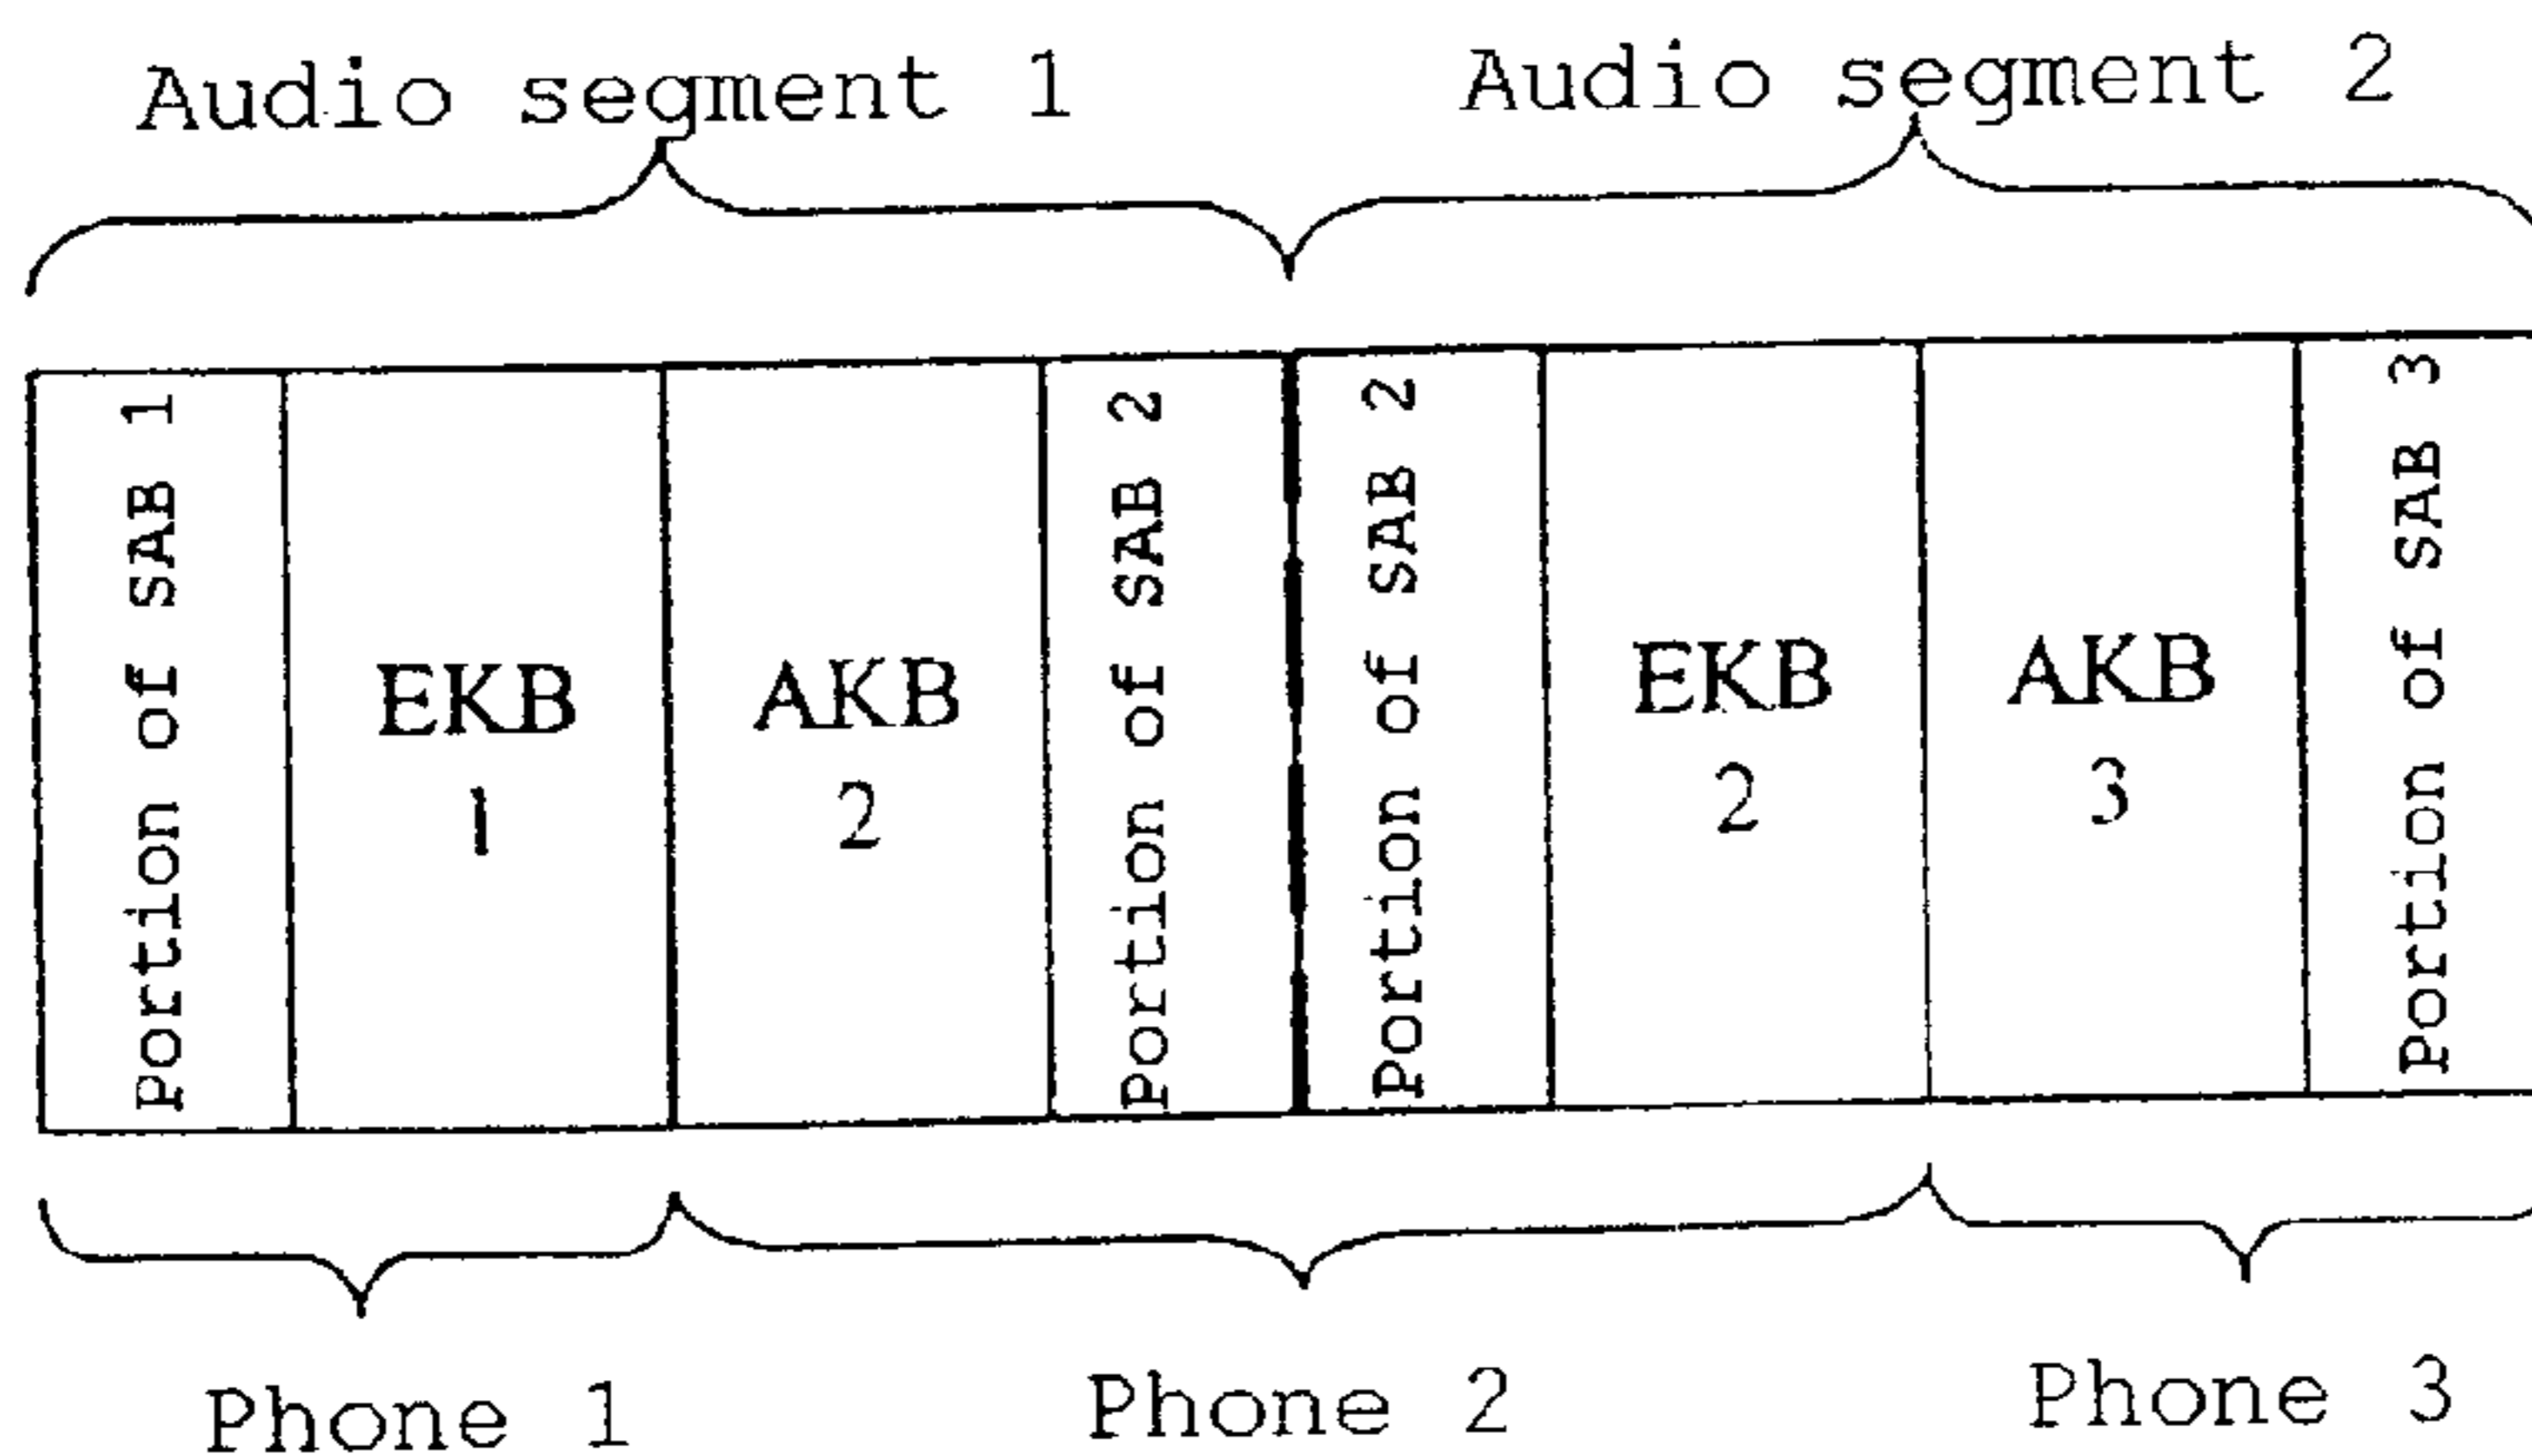 Audio segment 1
Audio segment 2
Portion of SAB 1
EKB
1
AKB
2
Portion of SAB 2
Portion of SAB 2
EKB
2
AKB
3
Portion of SAB 3
Phone 1
Phone 2
Phone 3